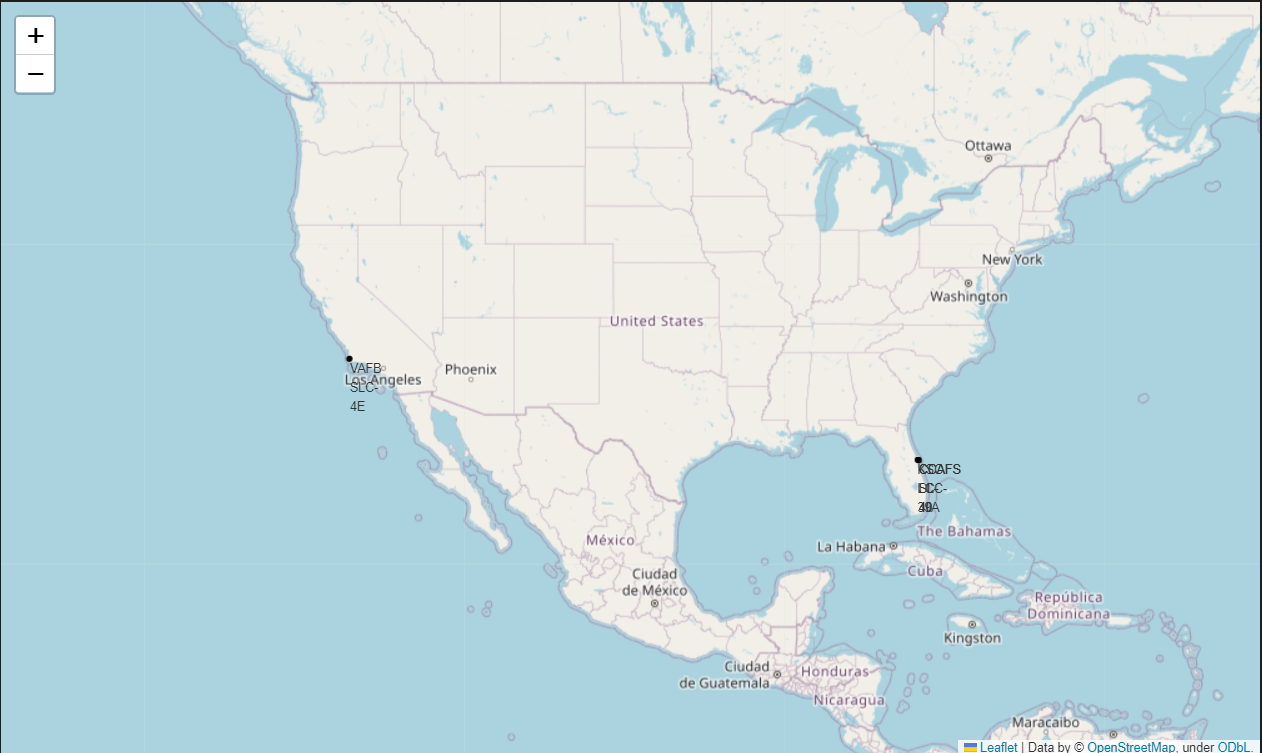 +
−
Ottawa
New York
Washington
United States
VAFB
SLC-
4E
Los Angeles
Phoenix
The Bahamas
La Habana
Cuba
México
Ciudad
de México
República
Dominicana
Kingston
Ciudad
de Guatemala
Honduras
Nicaragua
Maracaibo
Leaflet | Data by © OpenStreetMap, under ODbL.